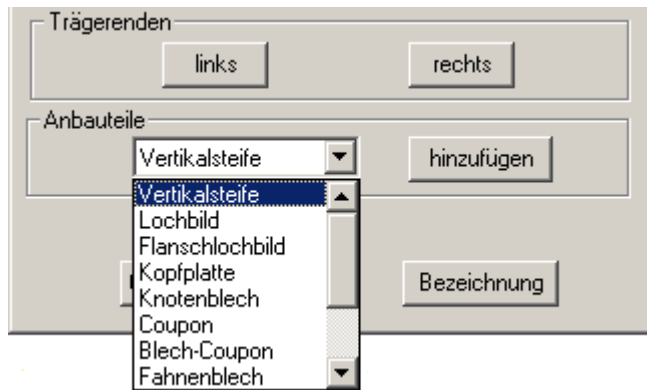 Trägerenden
links rechts
Anbauteile
Vertikalsteife hinzufügen
Vertikalsteife
Lochbild
Flanschlochbild
Kopfplatte
Knotenblech
Bezeichnung
Coupon
Blech-Coupon
Fahnenblech